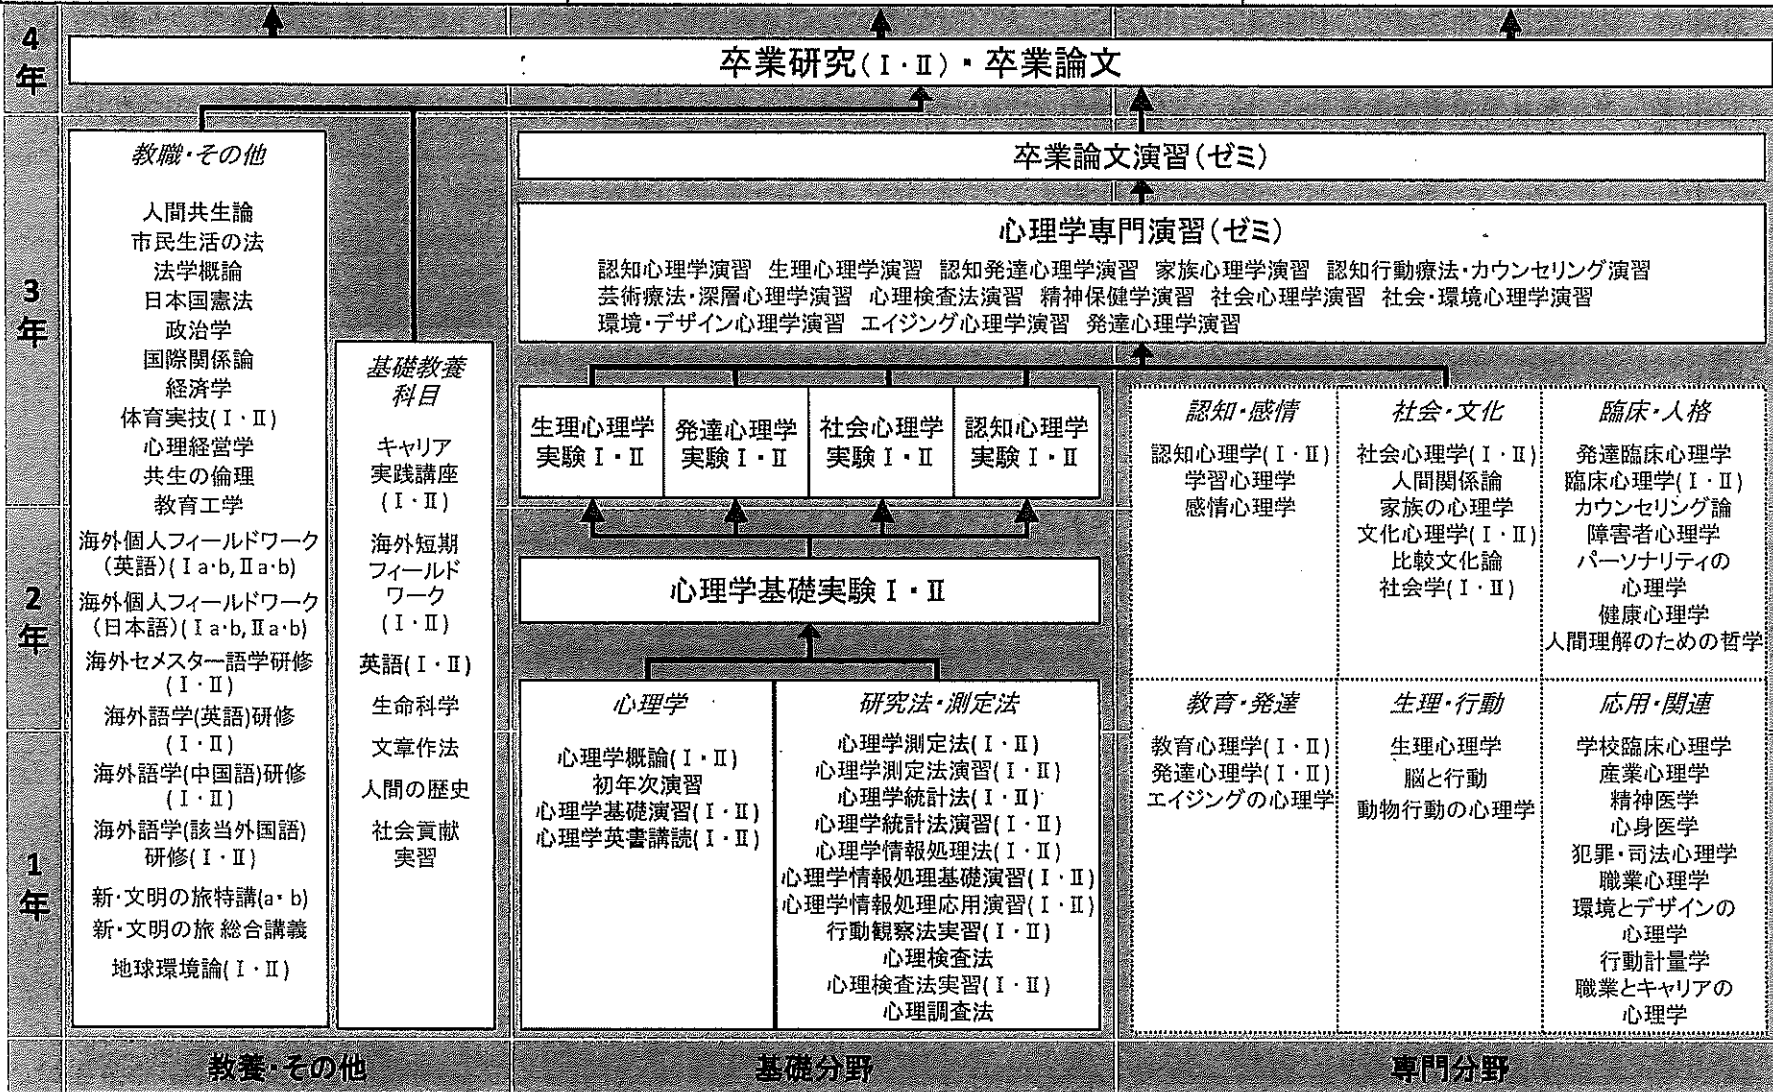 4
年
卒業研究(Ⅰ・Ⅱ)・卒業論文
3
年
2
年
1
年
教職・その他
人間共生論
市民生活の法
法学概論
日本国憲法
政治学
国際関係論
経済学
体育実技(Ⅰ・Ⅱ)
心理経営学
共生の倫理
教育工学
海外個人フィールドワーク
(英語)(Ⅰa・b,Ⅱa・b)
海外個人フィールドワーク
(日本語)(Ⅰa・b,Ⅱa・b)
海外セメスター語学研修
(Ⅰ・Ⅱ)
海外語学(英語)研修
(Ⅰ・Ⅱ)
海外語学(中国語)研修
(Ⅰ・Ⅱ)
海外語学(該当外国語)
研修(Ⅰ・Ⅱ)
新・文明の旅特講(a・b)
新・文明の旅 総合講義
地球環境論(Ⅰ・Ⅱ)
基礎教養
科目
キャリア
実践講座
(Ⅰ・Ⅱ)
海外短期
フィールド
ワーク
(Ⅰ・Ⅱ)
英語(Ⅰ・Ⅱ)
生命科学
文章作法
人間の歴史
社会貢献
実習
卒業論文演習(ゼミ)
心理学専門演習(ゼミ)
認知心理学演習 生理心理学演習 認知発達心理学演習 家族心理学演習 認知行動療法・カウンセリング演習
芸術療法・深層心理学演習 心理検査法演習 精神保健学演習 社会心理学演習 社会・環境心理学演習
環境・デザイン心理学演習 エイジング心理学演習 発達心理学演習
生理心理学
実験Ⅰ・Ⅱ
発達心理学
実験Ⅰ・Ⅱ
社会心理学
実験Ⅰ・Ⅱ
認知心理学
実験Ⅰ・Ⅱ
心理学基礎実験Ⅰ・Ⅱ
心理学
心理学概論(Ⅰ・Ⅱ)
初年次演習
心理学基礎演習(Ⅰ・Ⅱ)
心理学英書講読(Ⅰ・Ⅱ)
研究法・測定法
心理学測定法(Ⅰ・Ⅱ)
心理学測定法演習(Ⅰ・Ⅱ)
心理学統計法(Ⅰ・Ⅱ)
心理学統計法演習(Ⅰ・Ⅱ)
心理学情報処理法(Ⅰ・Ⅱ)
心理学情報処理基礎演習(Ⅰ・Ⅱ)
心理学情報処理応用演習(Ⅰ・Ⅱ)
行動観察法実習(Ⅰ・Ⅱ)
心理検査法
心理検査法実習(Ⅰ・Ⅱ)
心理調査法
認知・感情
認知心理学(Ⅰ・Ⅱ)
学習心理学
感情心理学
社会・文化
社会心理学(Ⅰ・Ⅱ)
人間関係論
家族の心理学
文化心理学(Ⅰ・Ⅱ)
比較文化論
社会学(Ⅰ・Ⅱ)
臨床・人格
発達臨床心理学
臨床心理学(Ⅰ・Ⅱ)
カウンセリング論
障害者心理学
パーソナリティの
心理学
健康心理学
人間理解のための哲学
教育・発達
教育心理学(Ⅰ・Ⅱ)
発達心理学(Ⅰ・Ⅱ)
エイジングの心理学
生理・行動
生理心理学
脳と行動
動物行動の心理学
応用・関連
学校臨床心理学
産業心理学
精神医学
心身医学
犯罪・司法心理学
職業心理学
環境とデザインの
心理学
行動計量学
職業とキャリアの
心理学
教養・その他
基礎分野
専門分野